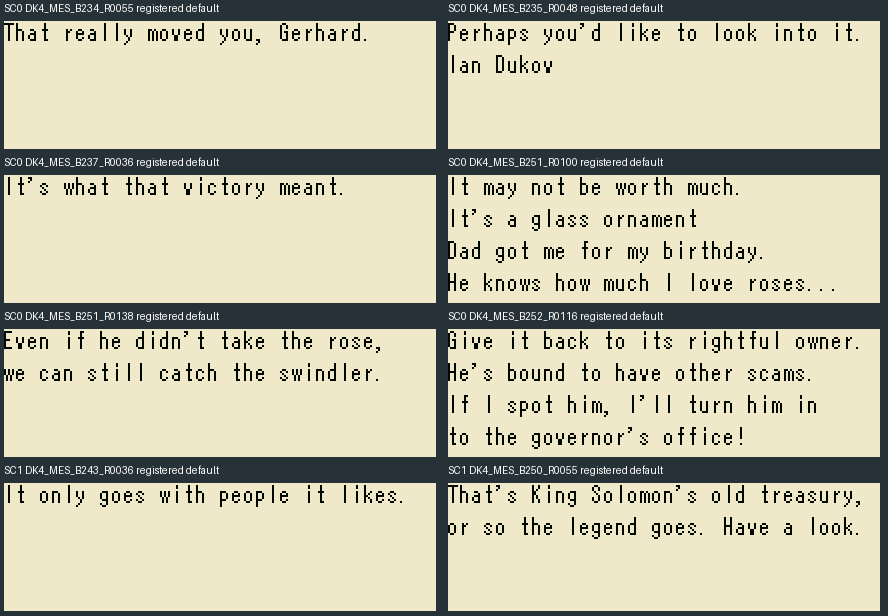 SC0 DK4_MES_B234_R0055 registered default
That really moved you, Gerhard.
SC0 DK4_MES_B235_R0048 registered default
Perhaps you'd like to look into it.
Ian Dukov
SC0 DK4_MES_B237_R0036 registered default
It's what that victory meant.
SC0 DK4_MES_B251_R0100 registered default
It may not be worth much.
It's a glass ornament
Dad got me for my birthday.
He knows how much I love roses...
SC0 DK4_MES_B251_R0138 registered default
Even if he didn't take the rose,
we can still catch the swindler.
SC0 DK4_MES_B252_R0116 registered default
Give it back to its rightful owner.
He's bound to have other scams.
If I spot him, I'll turn him in
to the governor's office!
SC1 DK4_MES_B243_R0036 registered default
It only goes with people it likes.
SC1 DK4_MES_B250_R0055 registered default
That's King Solomon's old treasury,
or so the legend goes. Have a look.